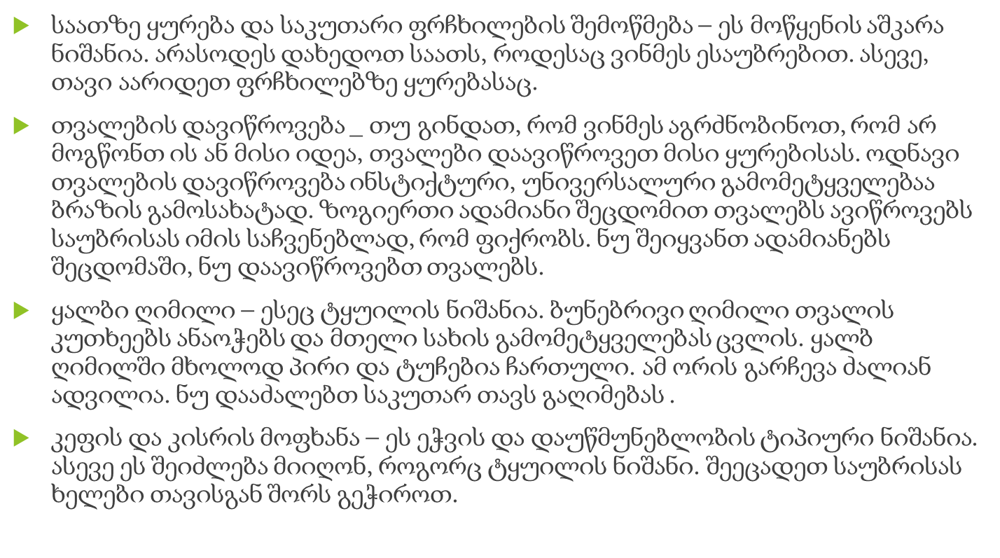 საათზე ყურება და საკუთარი ფრჩხილების შემოწმება – ეს მოწყენის აშკარა
ნიშანია. არასოდეს დახედოთ საათს, როდესაც ვინმეს ესაუბრებით. ასევე,
თავი აარიდეთ ფრჩხილებზე ყურებასაც.
თვალების დავიწროვება _ თუ გინდათ, რომ ვინმეს აგრძნობინოთ, რომ არ
მოგწონთ ის ან მისი იდეა, თვალები დაავიწროვეთ მისი ყურებისას. ოდნავი
თვალების დავიწროვება ინსტიქტური, უნივერსალური გამომეტყველებაა
ბრაზის გამოსახატად. ზოგიერთი ადამიანი შეცდომით თვალებს ავიწროვებს
საუბრისას იმის საჩვენებლად, რომ ფიქრობს. ნუ შეიყვანთ ადამიანებს
შეცდომაში, ნუ დაავიწროვებთ თვალებს.
ყალბი ღიმილი – ესეც ტყუილის ნიშანია. ბუნებრივი ღიმილი თვალის
კუთხეებს ანაოჭებს და მთელი სახის გამომეტყველებას ცვლის. ყალბ
ღიმილში მხოლოდ პირი და ტუჩებია ჩართული. ამ ორის გარჩევა ძალიან
ადვილია. ნუ დააძალებთ საკუთარ თავს გაღიმებას .
კეფის და კისრის მოფხანა – ეს ეჭვის და დაუწმუნებლობის ტიპიური ნიშანია.
ასევე ეს შეიძლება მიიღონ, როგორც ტყუილის ნიშანი. შეეცადეთ საუბრისას
ხელები თავისგან შორს გეჭიროთ.